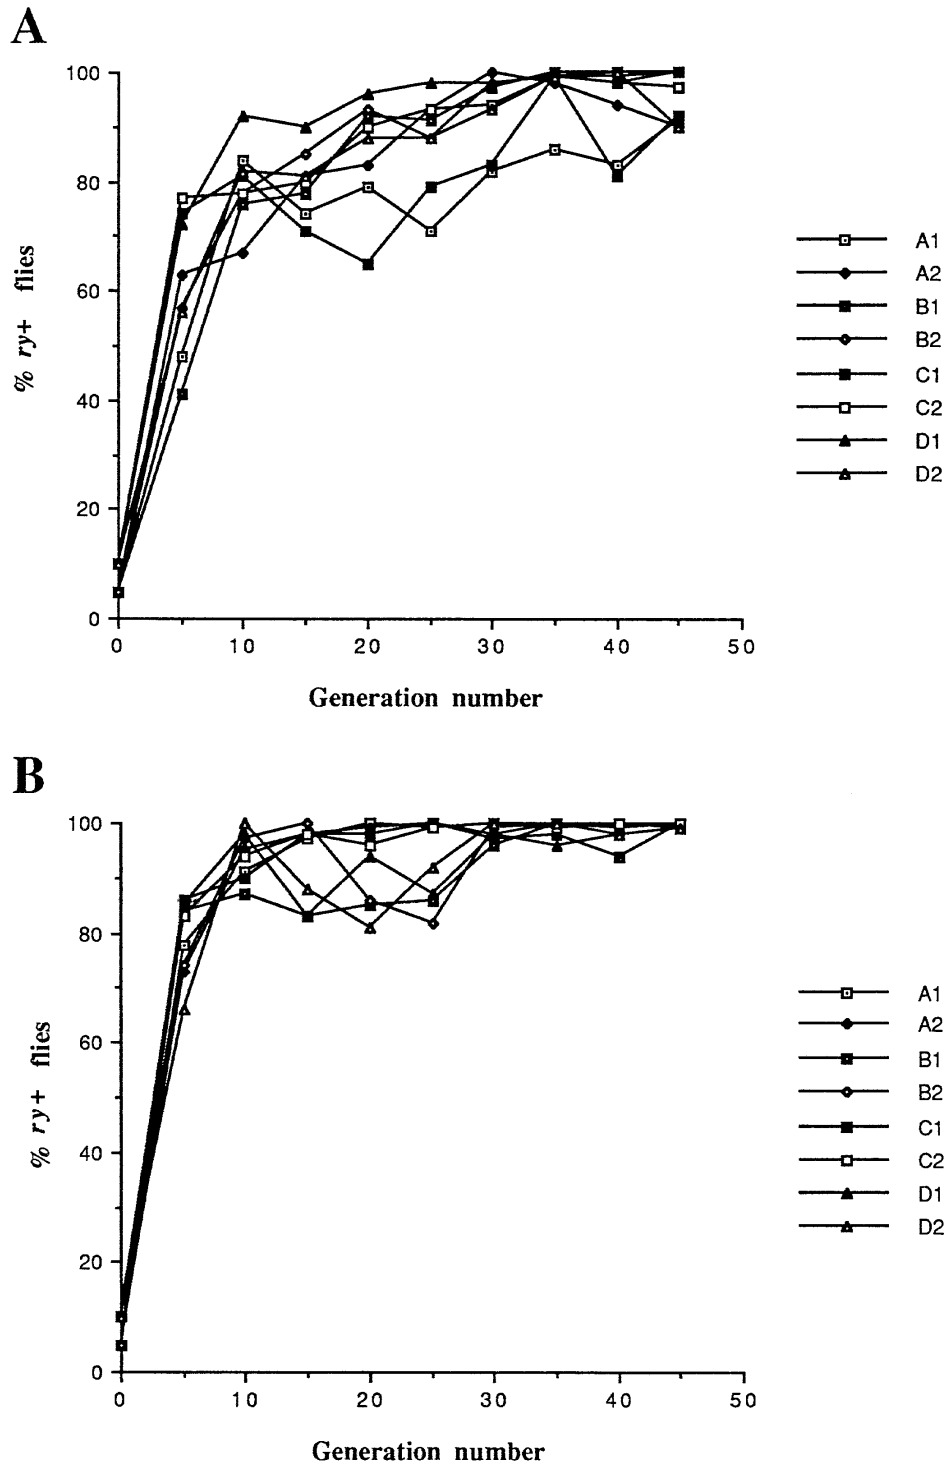 A
100
80
60
40
20
0
% ry+ flies
0 10 20 30 40 50
Generation number
A1
A2
B1
B2
C1
C2
D1
D2
B
100
80
60
40
20
0
% ry+ flies
0 10 20 30 40 50
Generation number
A1
A2
B1
B2
C1
C2
D1
D2